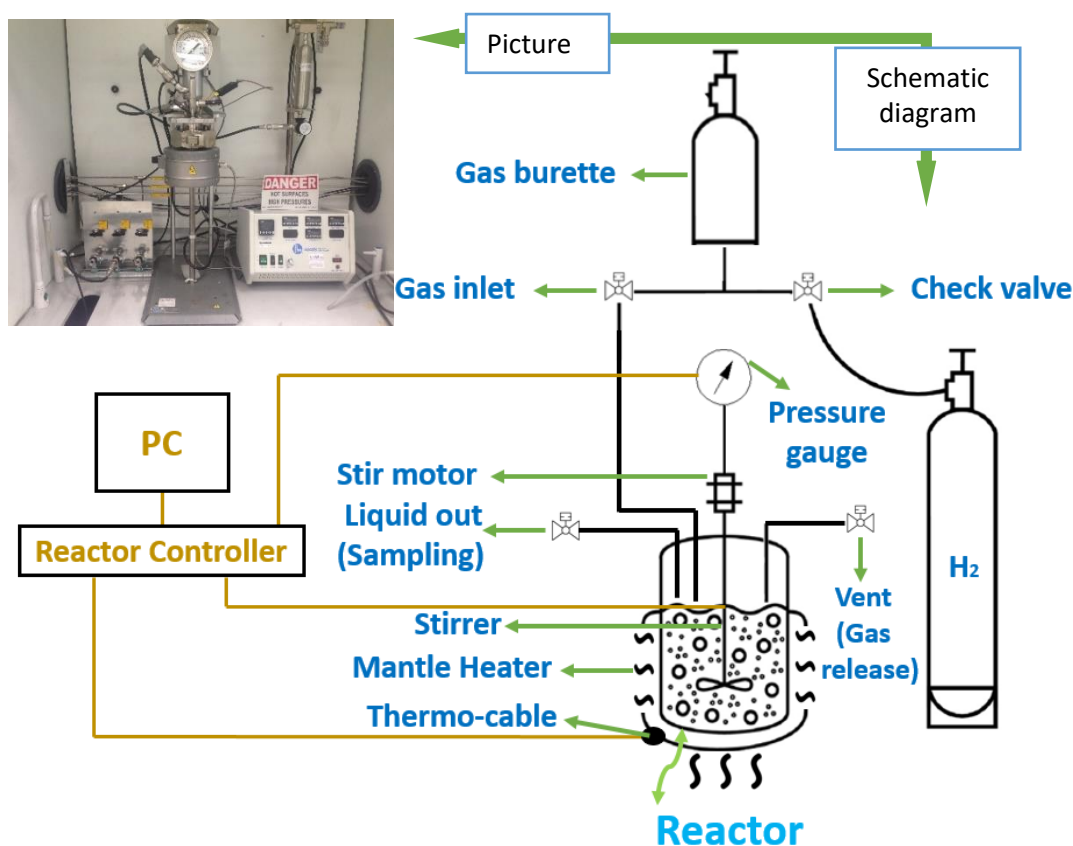 Picture
Schematic
diagram
DANGER
HOT SURFACES
HIGH PRESSURES
Gas burette
Gas inlet
Check valve
Pressure
gauge
PC
Stir motor
Liquid out
(Sampling)
Reactor Controller
H₂
Vent
(Gas
release)
Stirrer
Mantle Heater
Thermo-cable
Reactor